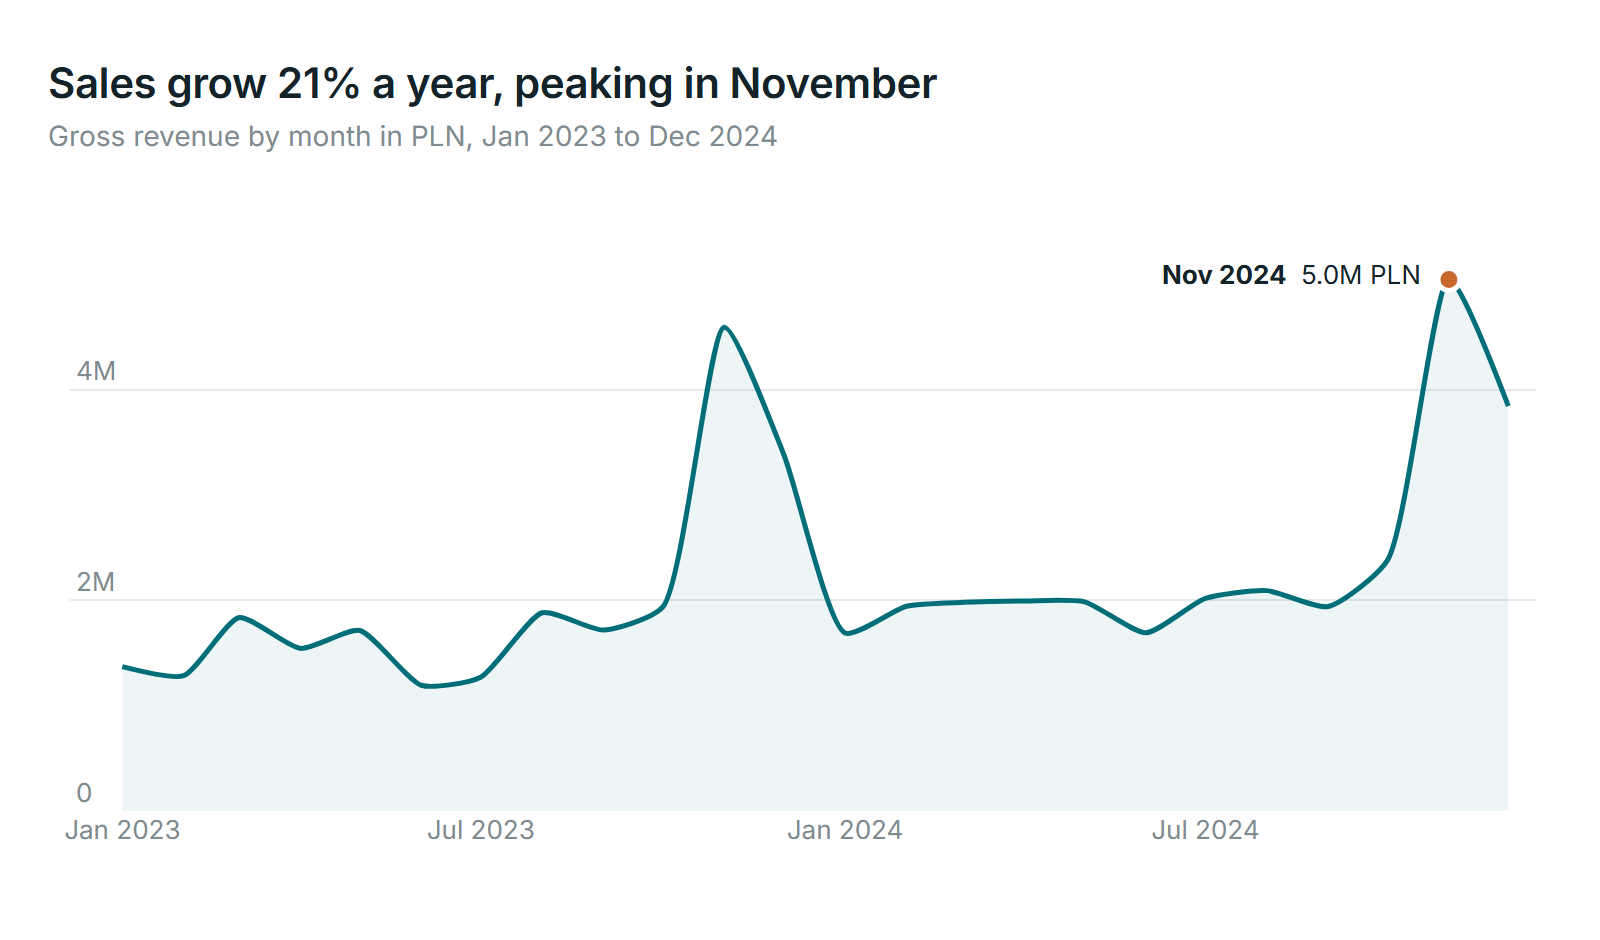 Sales grow 21% a year, peaking in November
Gross revenue by month in PLN, Jan 2023 to Dec 2024
Nov 2024 5.0M PLN
4M
2M
0
Jan 2023 Jul 2023 Jan 2024 Jul 2024